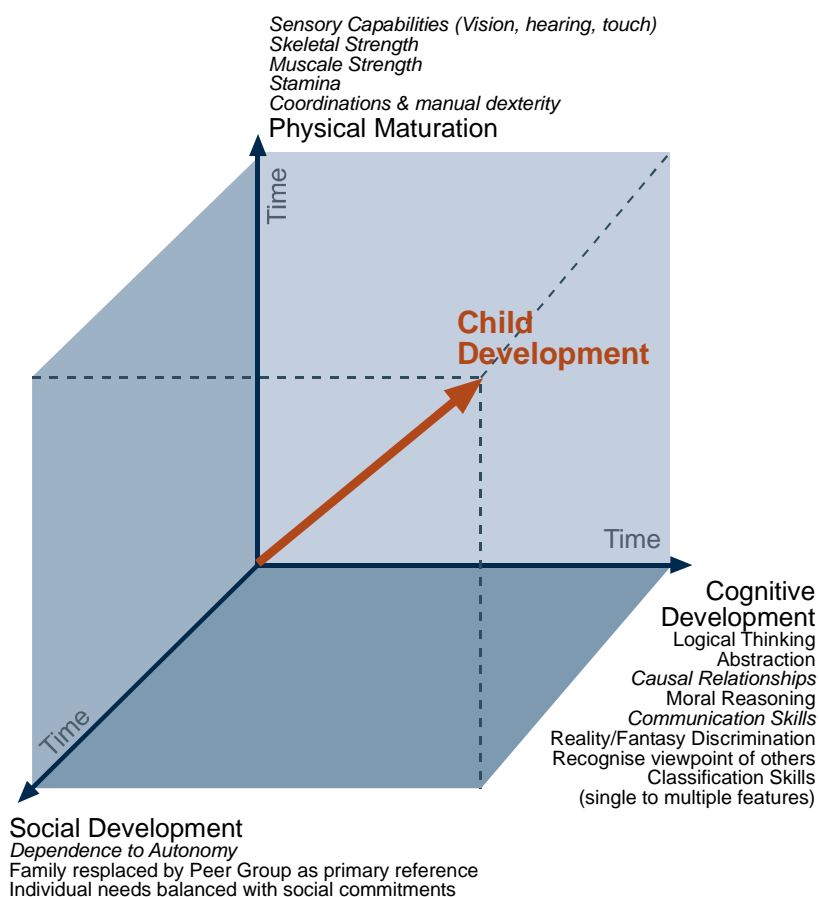 Sensory Capabilities (Vision, hearing, touch)
Skeletal Strength
Muscale Strength
Stamina
Coordinations & manual dexterity
Physical Maturation
Time
Child
Development
Time
Cognitive
Development
Logical Thinking
Abstraction
Causal Relationships
Moral Reasoning
Communication Skills
Reality/Fantasy Discrimination
Recognise viewpoint of others
Classification Skills
(single to multiple features)
Time
Social Development
Dependence to Autonomy
Family resplaced by Peer Group as primary reference
Individual needs balanced with social commitments